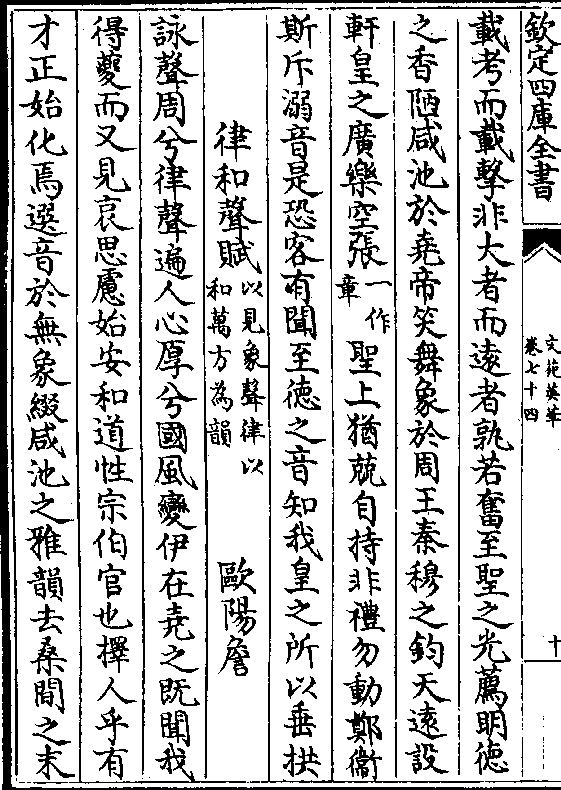 欽定四庫全書
文苑英華
卷七十四
十
載考而載擊非大者而遠者孰若奮至聖之光薦明德
之香陋咸池於堯帝笑舞象於周王秦穆之鈞天遠設
軒皇之廣樂空張一作章聖上猶兢自持非禮勿動鄭衞
斯斥溺音是恐客有聞至德之音知我皇之所以垂拱
律和聲賦以見象聲律以和萬方為韻 歐陽詹
詠聲周兮律聲遍人心厚兮國風變伊在堯之既聞我
得夔而又見哀思慮始安和道性宗伯官也擇人乎有
才正始化焉選音於無象綴咸池之雅韻去桑間之末